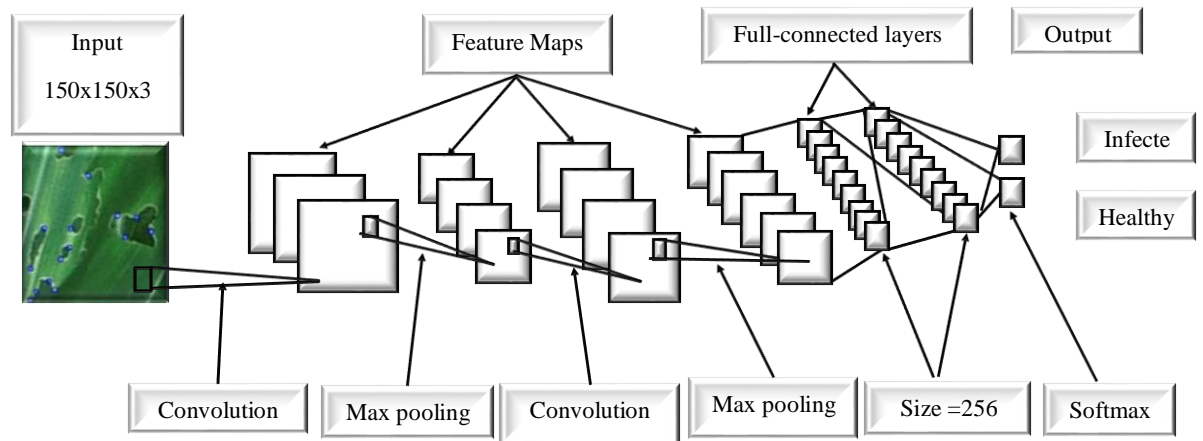 Input
150x150x3
Feature Maps
Full-connected layers
Output
Infecte
Healthy
Convolution
Max pooling
Convolution
Max pooling
Size =256
Softmax